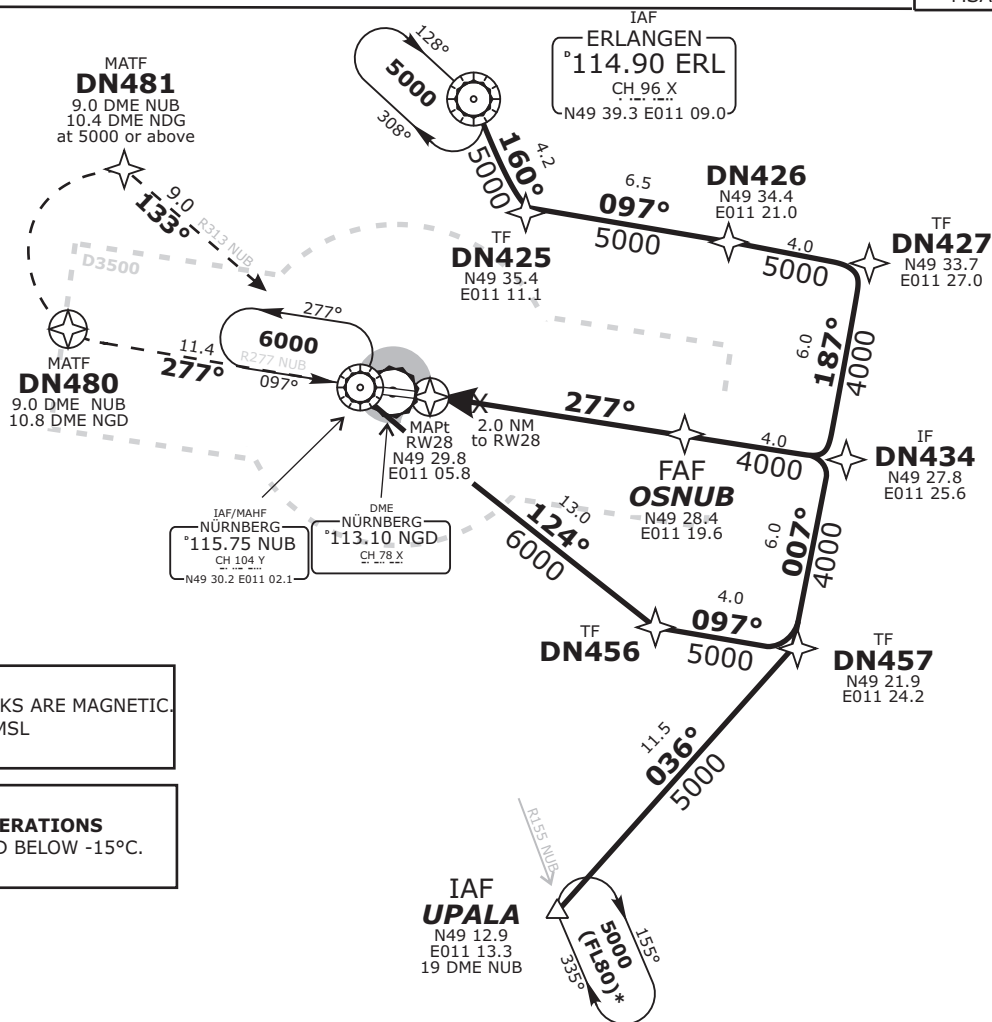 IAF
ERLANGEN
D 114.90 ERL
CH 96 X
N49 39.3 E011 09.0
128°
5000
308°
MATF
DN481
9.0 DME NUB
10.4 DME NDG
at 5000 or above
4.2
160°
5000
9.0
133°
R313 NUB
6.5
097°
5000
DN426
N49 34.4
E011 21.0
4.0
5000
TF
DN427
N49 33.7
E011 27.0
TF
DN425
N49 35.4
E011 11.1
D3500
277°
6000
R277 NUB
097°
11.4
277°
MATF
DN480
9.0 DME NUB
10.8 DME NGD
6.0
187°
4000
277°
2.0 NM
to RW28
MAPt
RW28
N49 29.8
E011 05.8
4.0
4000
IF
DN434
N49 27.8
E011 25.6
FAF
OSNUB
N49 28.4
E011 19.6
IAF/MAHF
NÜRNBERG
D 115.75 NUB
CH 104 Y
N49 30.2 E011 02.1
DME
NÜRNBERG
D 113.10 NGD
CH 78 X
13.0
124°
6000
6.0
007°
4000
4.0
097°
5000
TF
DN456
TF
DN457
N49 21.9
E011 24.2
KS ARE MAGNETIC.
MSL
ERATIONS
D BELOW -15°C.
11.5
036°
5000
R155 NUB
IAF
UPALA
N49 12.9
E011 13.3
19 DME NUB
5000
(FL80)*
155°
335°